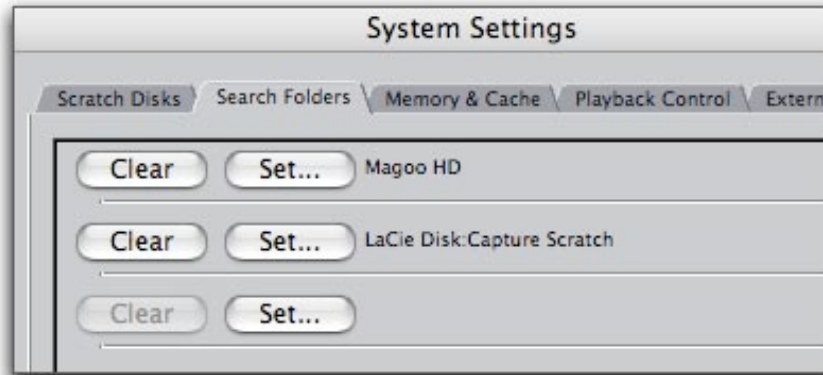 System Settings
Scratch Disks Search Folders Memory & Cache Playback Control Extern
Clear Set... Magoo HD
Clear Set... LaCie Disk:Capture Scratch
Clear Set...